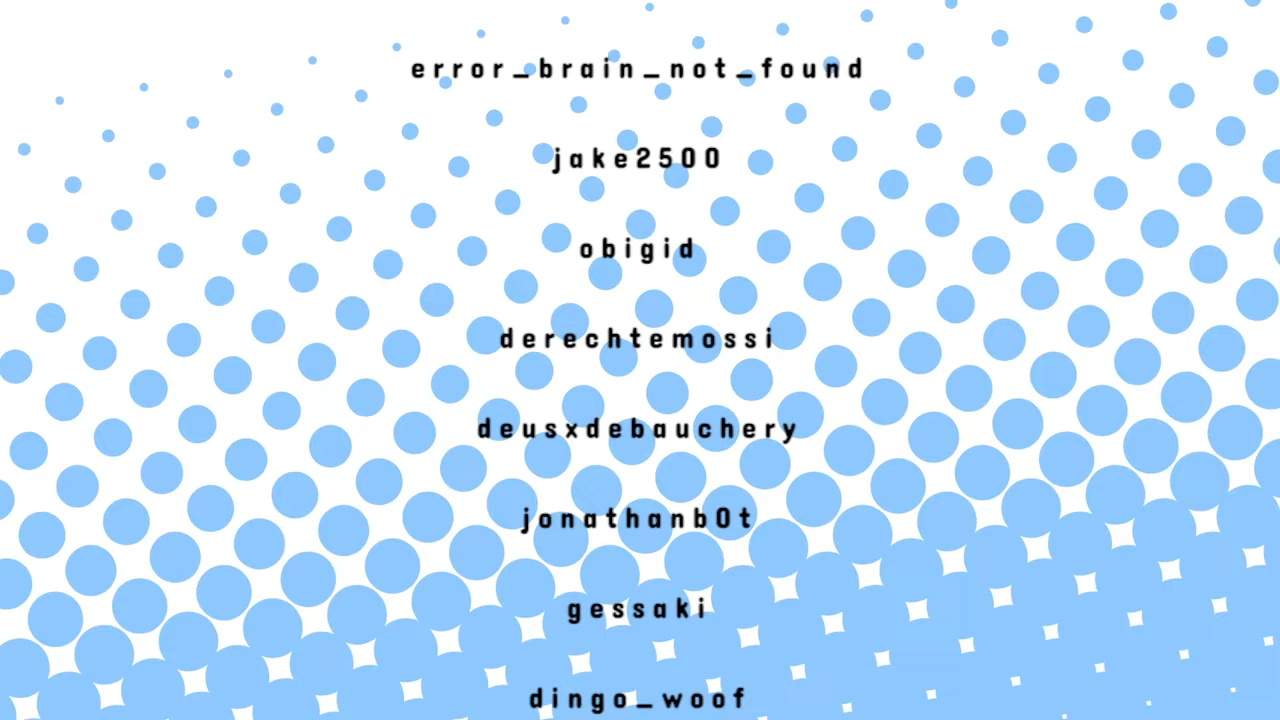 error_brain_not_found
jake2500
obigid
derechtemossi
deusxdebauchery
jonathanb0t
gessaki
dingo_woof